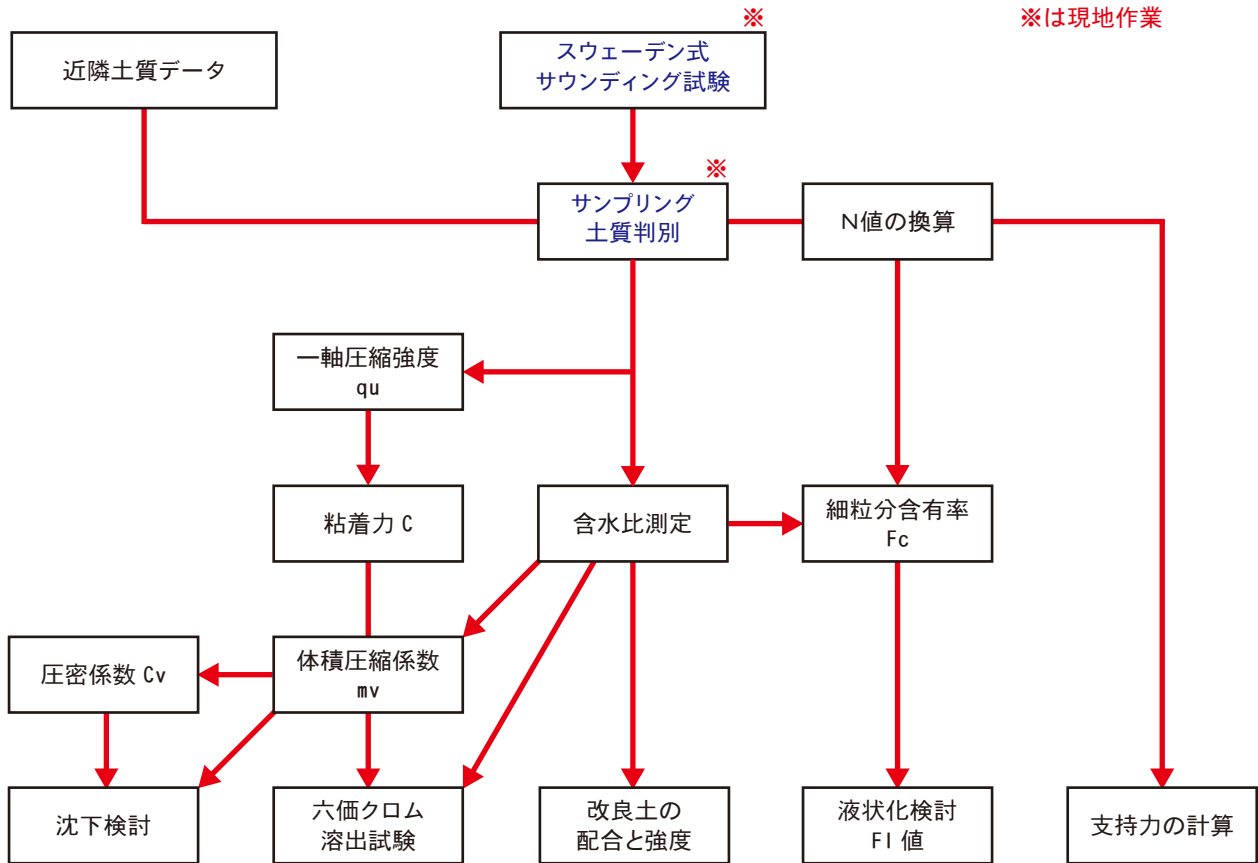 ※
※は現地作業
近隣土質データ
スウェーデン式
サウンディング試験
※
サンプリング
土質判別
N値の換算
一軸圧縮強度
qu
粘着力 C
含水比測定
細粒分含有率
Fc
圧密係数 Cv
体積圧縮係数
mv
沈下検討
六価クロム
溶出試験
改良土の
配合と強度
液状化検討
Fl 値
支持力の計算